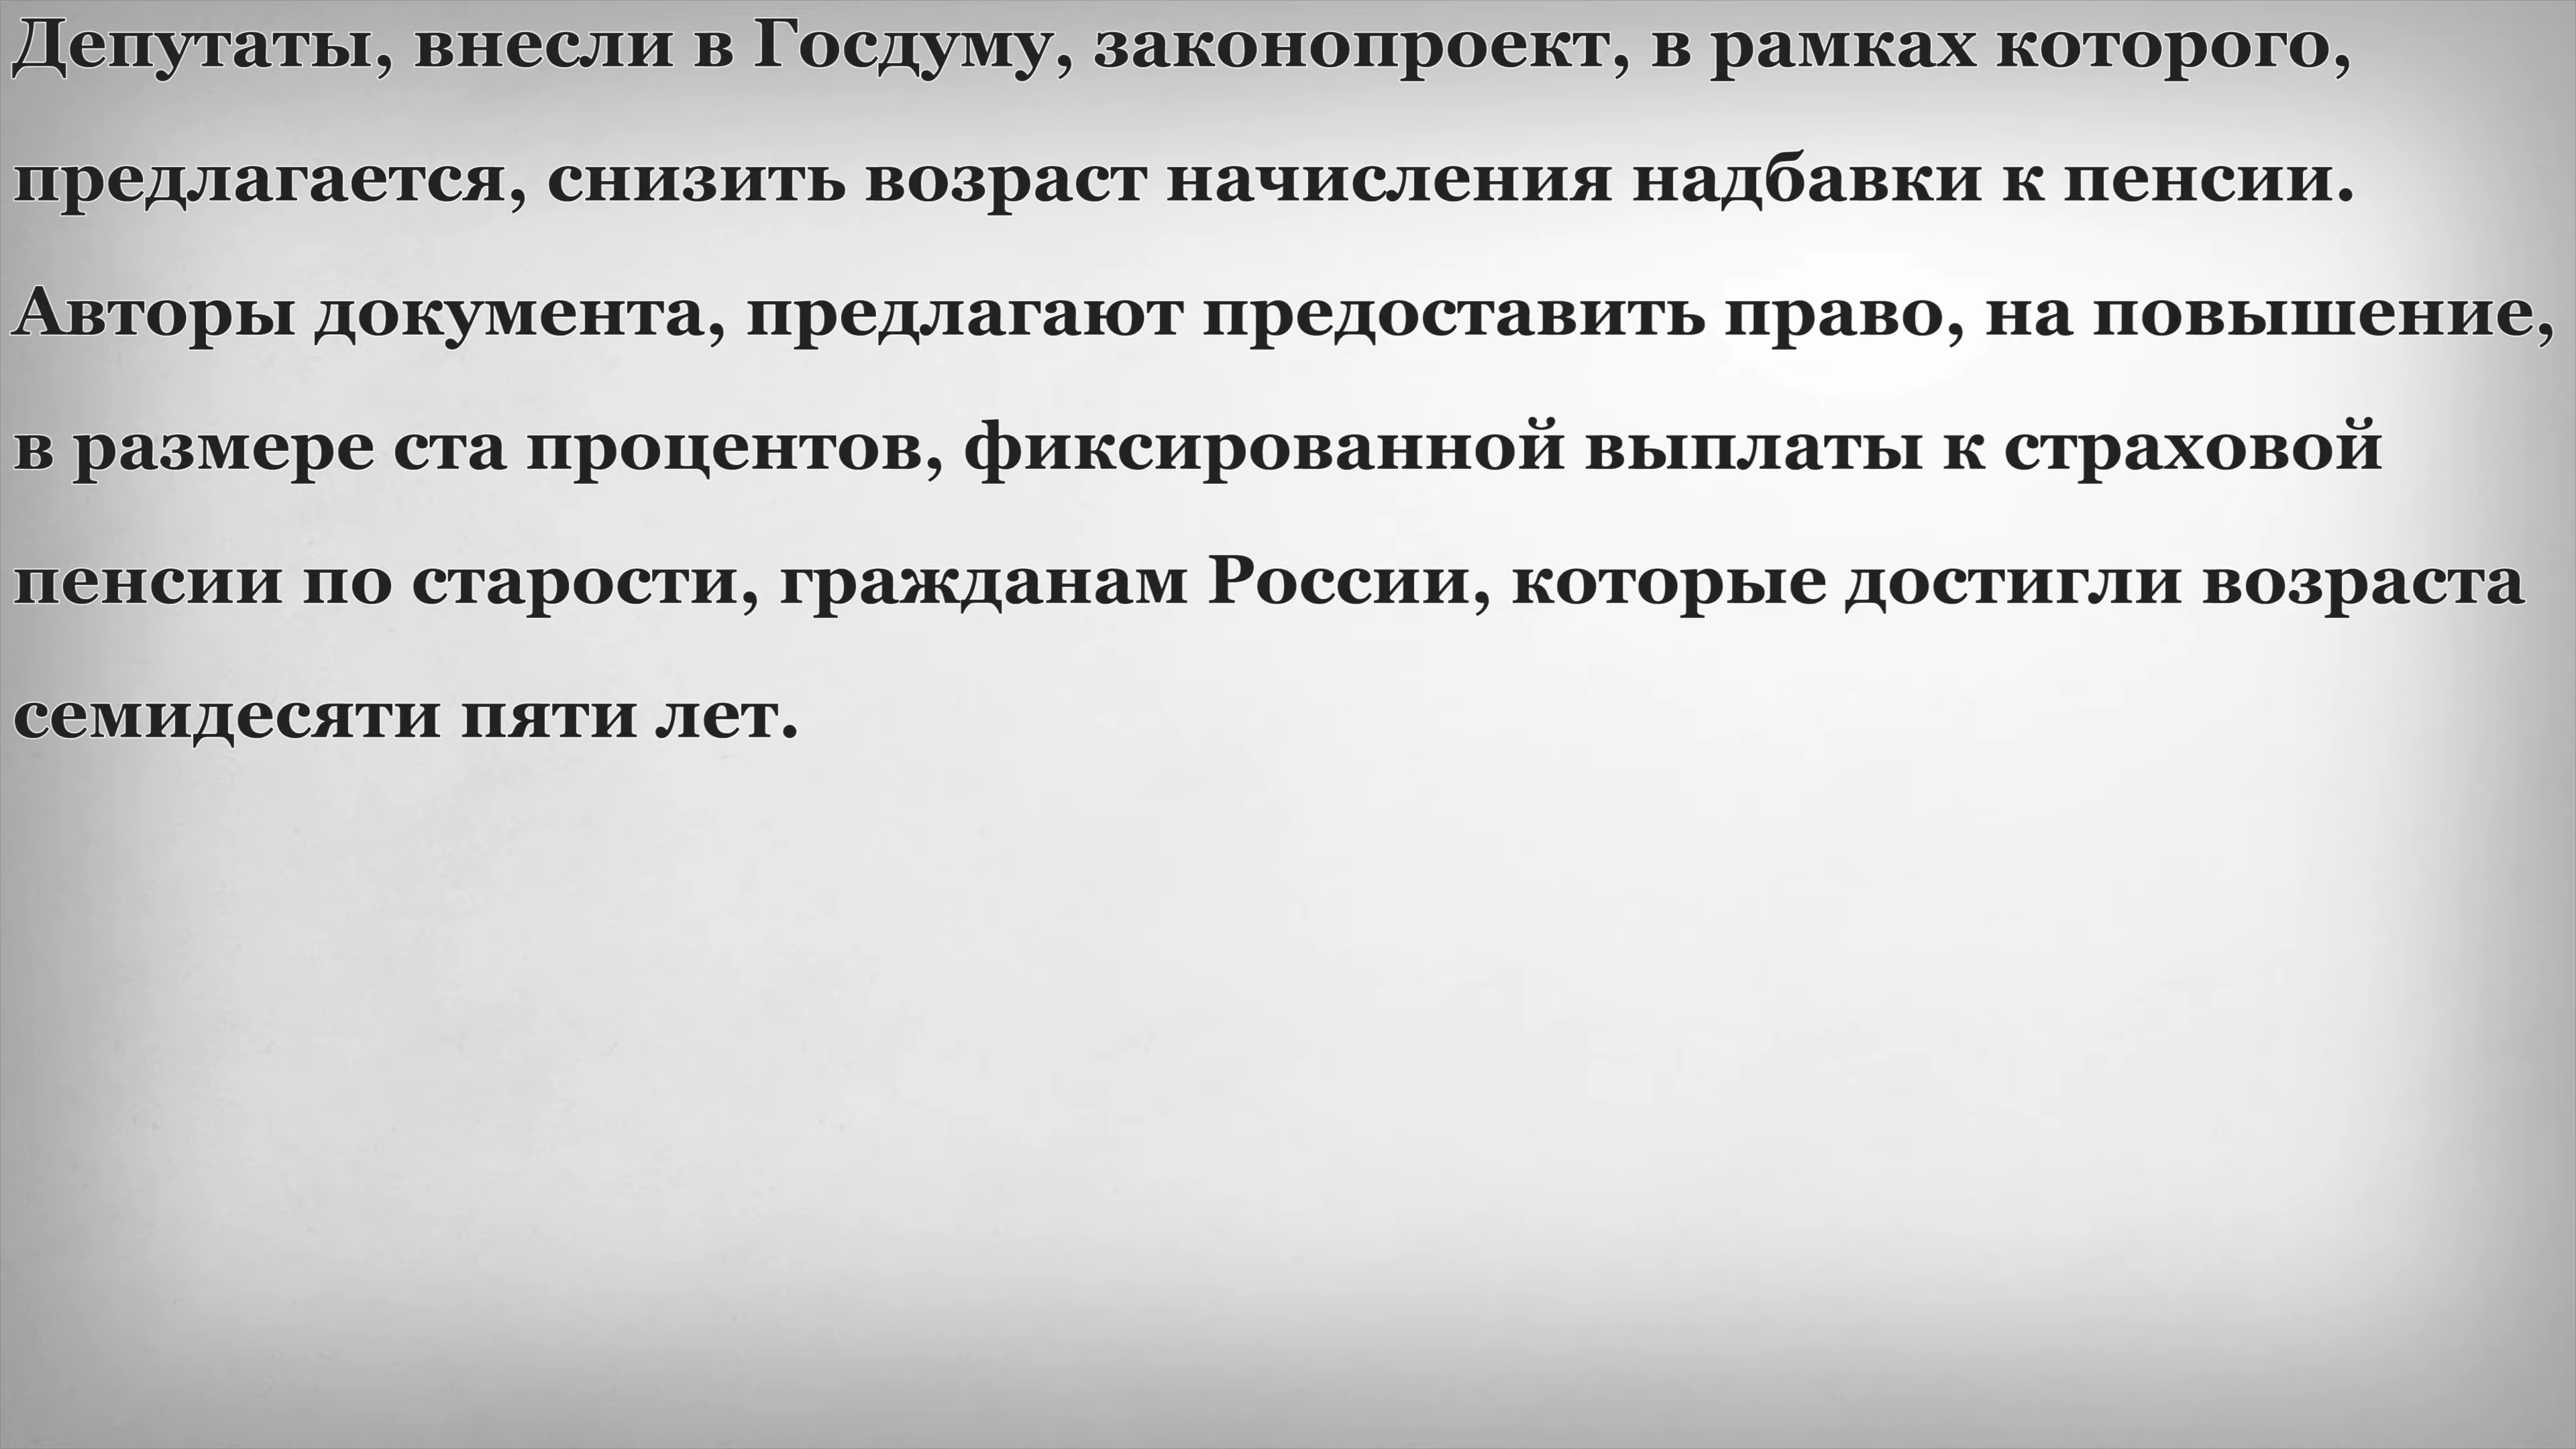 Депутаты, внесли в Госдуму, законопроект, в рамках которого,
предлагается, снизить возраст начисления надбавки к пенсии.
Авторы документа, предлагают предоставить право, на повышение,
в размере ста процентов, фиксированной выплаты к страховой
пенсии по старости, гражданам России, которые достигли возраста
семидесяти пяти лет.